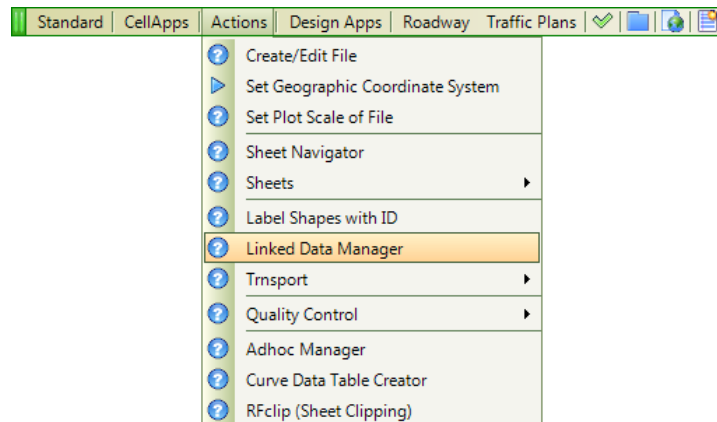 Standard CellApps Actions Design Apps Roadway Traffic Plans
Create/Edit File
Set Geographic Coordinate System
Set Plot Scale of File
Sheet Navigator
Sheets
Label Shapes with ID
Linked Data Manager
Trnsport
Quality Control
Adhoc Manager
Curve Data Table Creator
RFclip (Sheet Clipping)